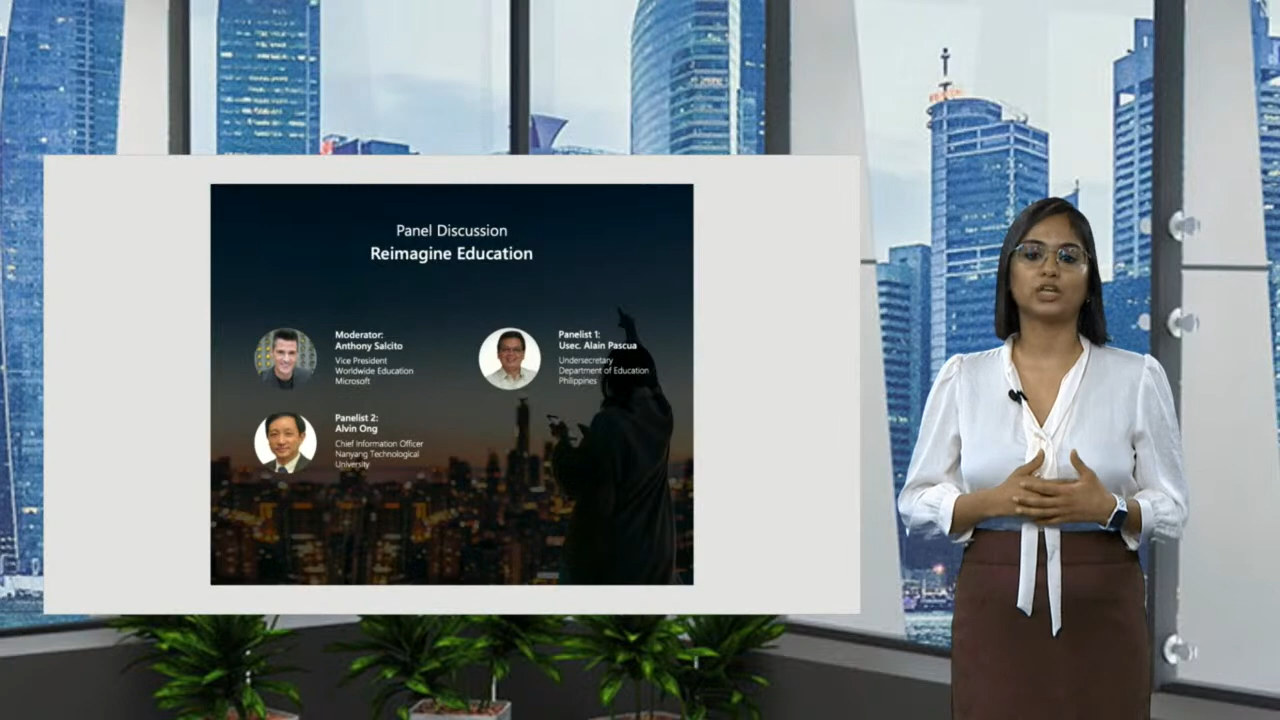 Panel Discussion
Reimagine Education
Moderator:
Anthony Salcito
Vice President
Worldwide Education
Microsoft
Panelist 1:
Usec. Alain Pascua
Undersecretary
Department of Education
Philippines
Panelist 2:
Alvin Ong
Chief Information Officer
Nanyang Technological
University